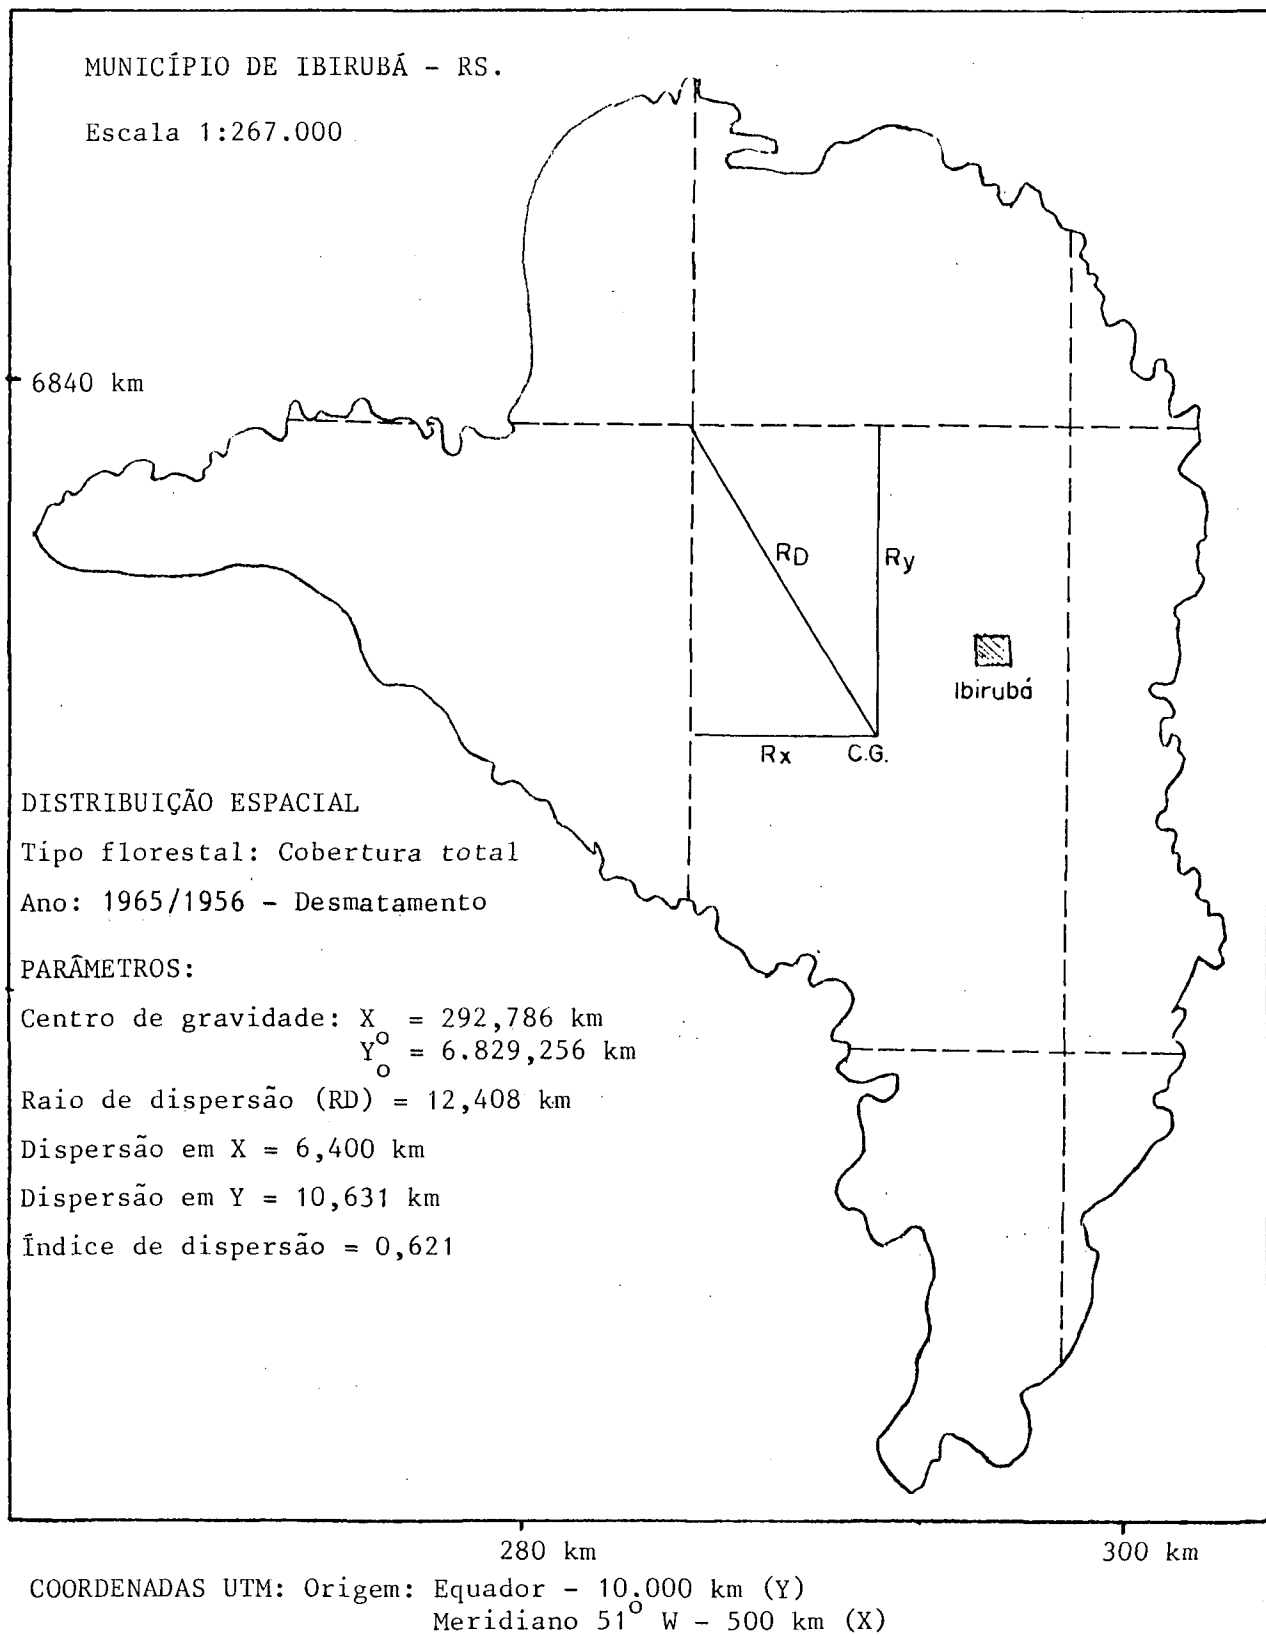 MUNICÍPIO DE IBIRUBÁ - RS.
Escala 1:267.000
6840 km
RD
Ry
Ibirubá
Rx
C.G.
DISTRIBUIÇÃO ESPACIAL
Tipo florestal: Cobertura total
Ano: 1965/1956 - Desmatamento
PARÂMETROS:
Centro de gravidade: Xo = 292,786 km
Yo = 6.829,256 km
Raio de dispersão (RD) = 12,408 km
Dispersão em X = 6,400 km
Dispersão em Y = 10,631 km
Índice de dispersão = 0,621
280 km
300 km
COORDENADAS UTM: Origem: Equador - 10.000 km (Y)
Meridiano 51º W - 500 km (X)